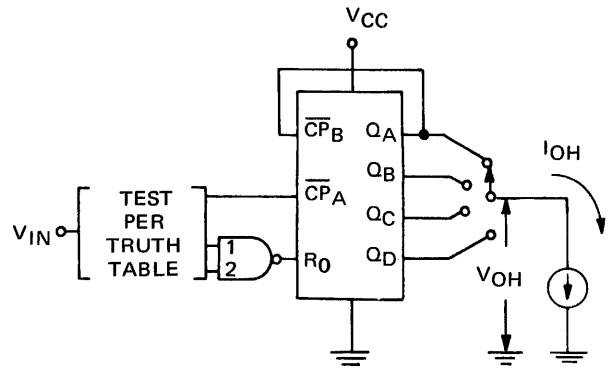 VCC
CPB
QA
QB
CPA
QC
R0
QD
VIN
TEST
PER
TRUTH
TABLE
1
2
IOH
VOH